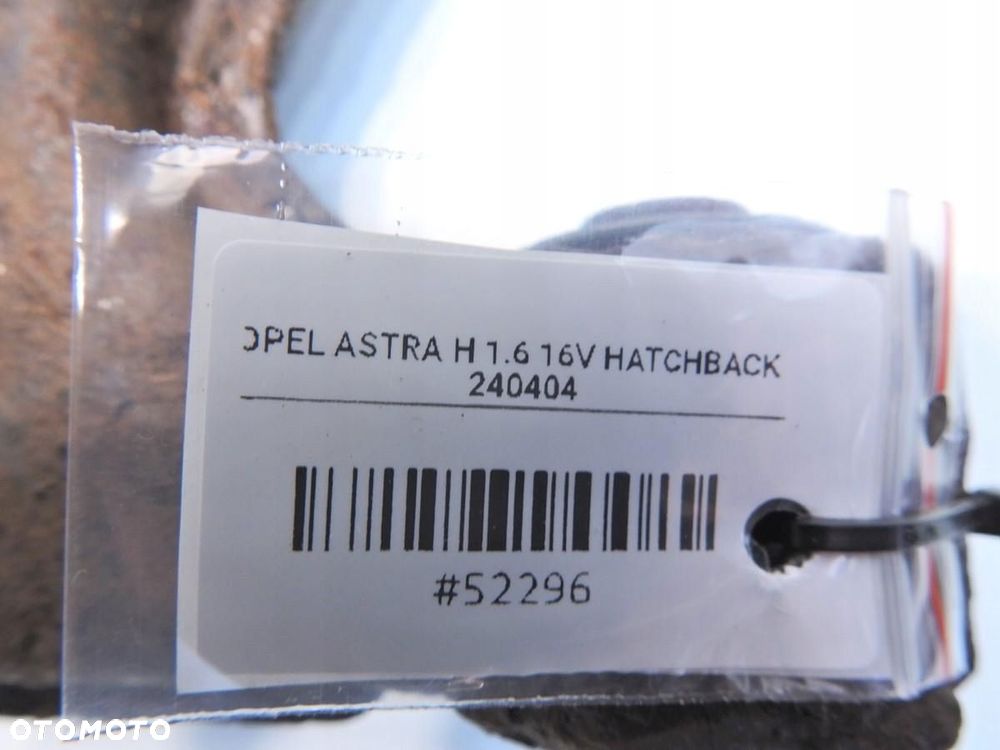 OPEL ASTRA H 1.6 16V HATCHBACK
240404
#52296
OTOMOTO